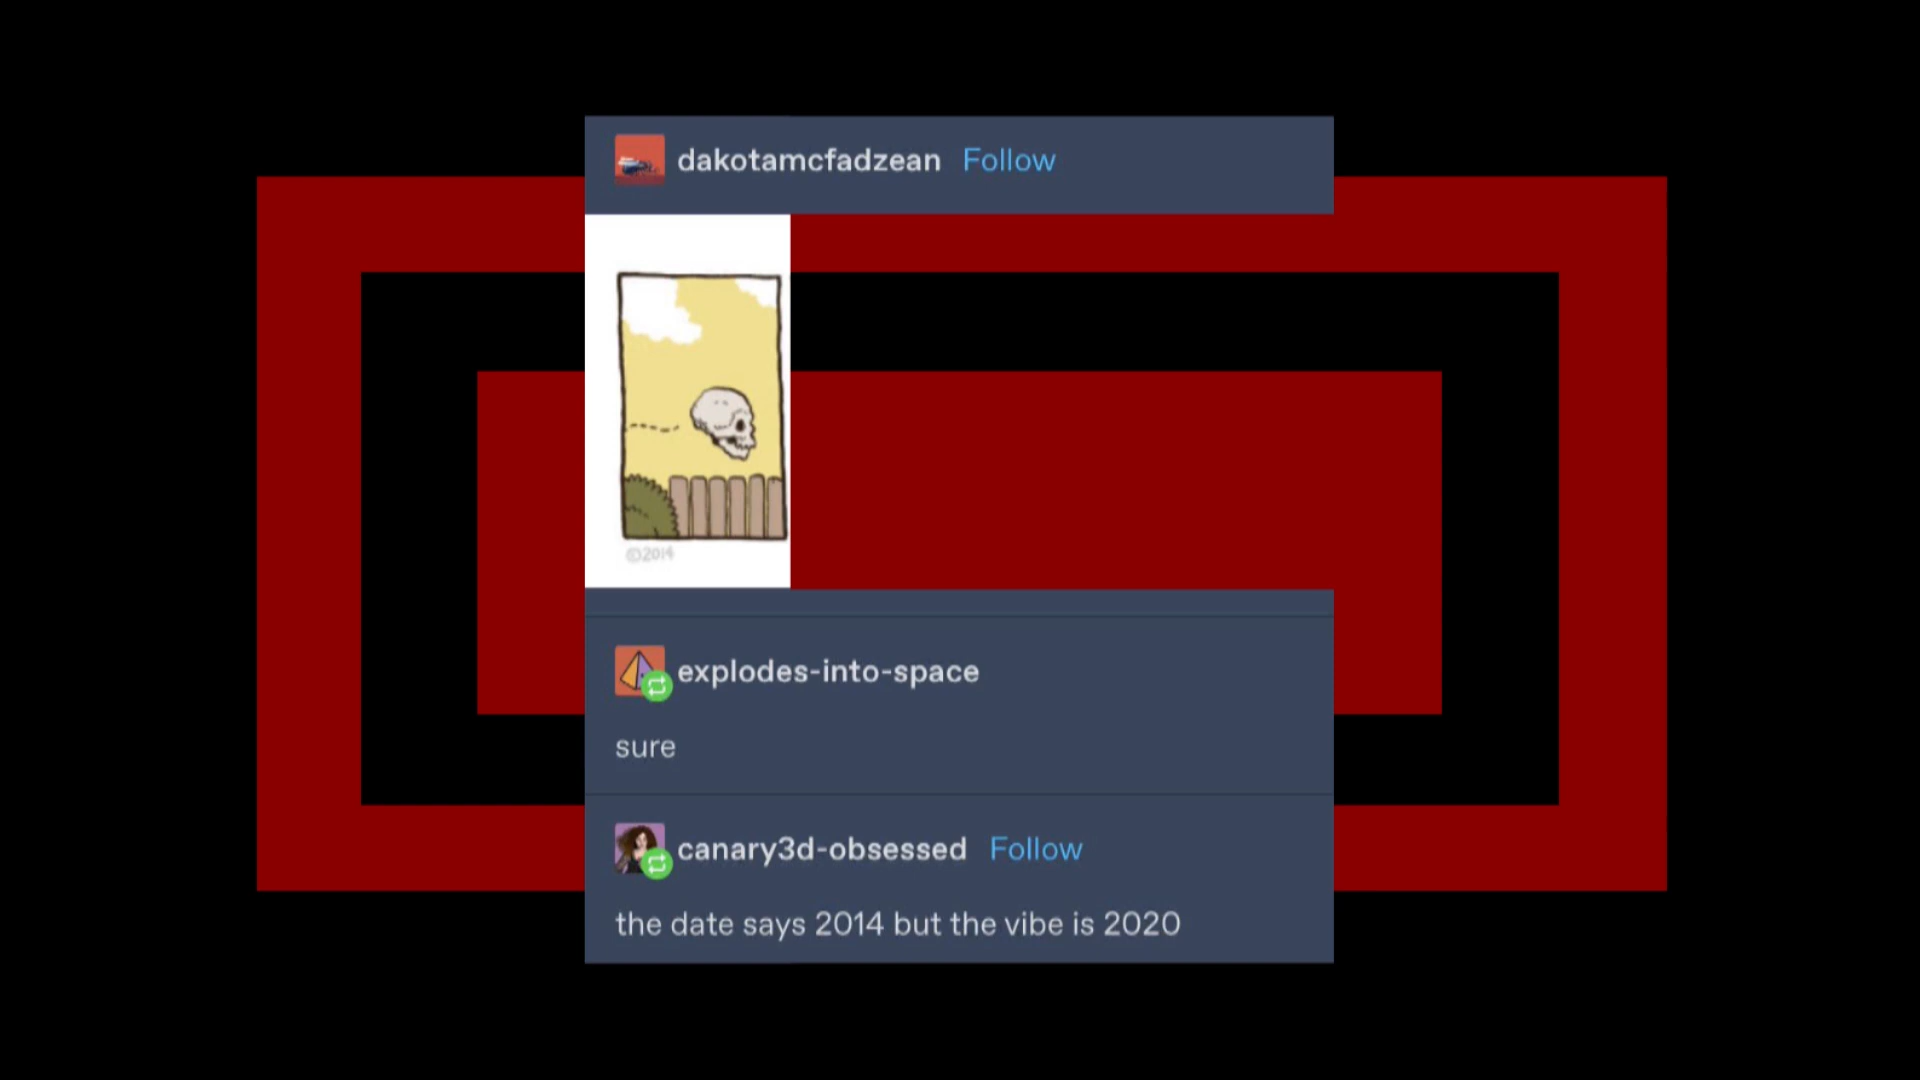 dakotamcfadzean Follow
©2014
explodes-into-space
sure
canary3d-obsessed Follow
the date says 2014 but the vibe is 2020